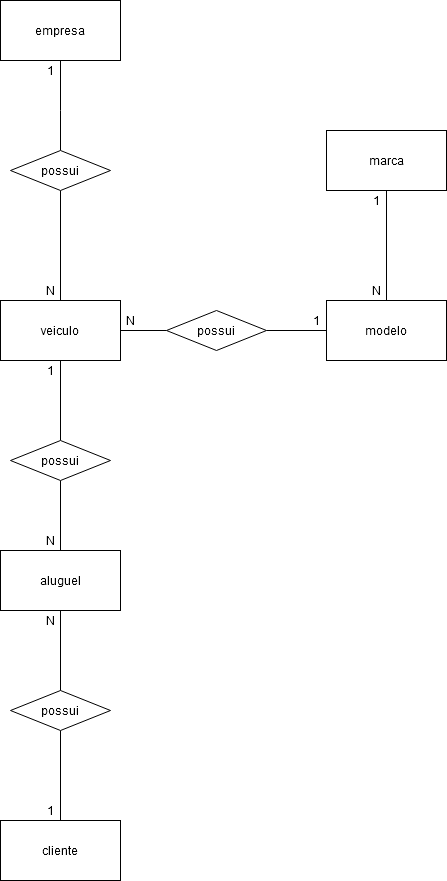 empresa
1
possui
marca
1
N
N
veiculo
N
possui
1
modelo
1
possui
N
aluguel
N
possui
1
cliente